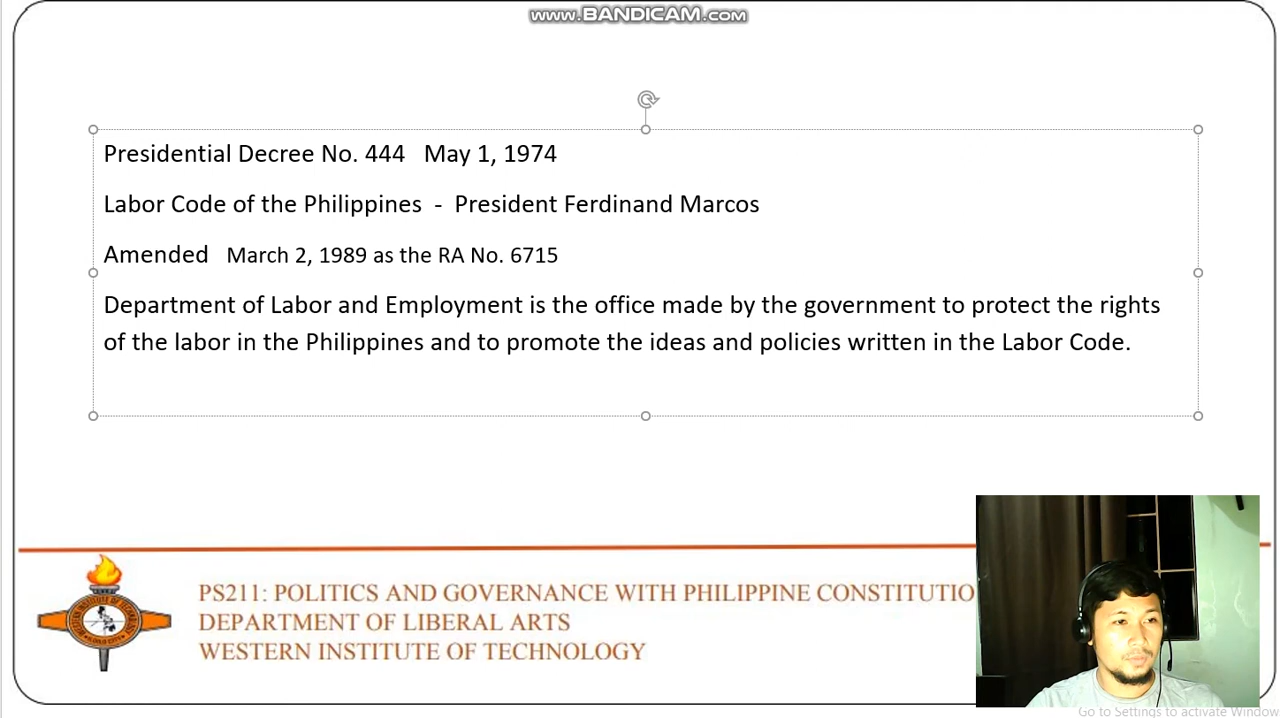 www.BANDICAM.com
Presidential Decree No. 444 May 1, 1974
Labor Code of the Philippines - President Ferdinand Marcos
Amended March 2, 1989 as the RA No. 6715
Department of Labor and Employment is the office made by the government to protect the rights
of the labor in the Philippines and to promote the ideas and policies written in the Labor Code.
PS211: POLITICS AND GOVERNANCE WITH PHILIPPINE CONSTITUTIO
DEPARTMENT OF LIBERAL ARTS
WESTERN INSTITUTE OF TECHNOLOGY
Go to Settings to activate Window